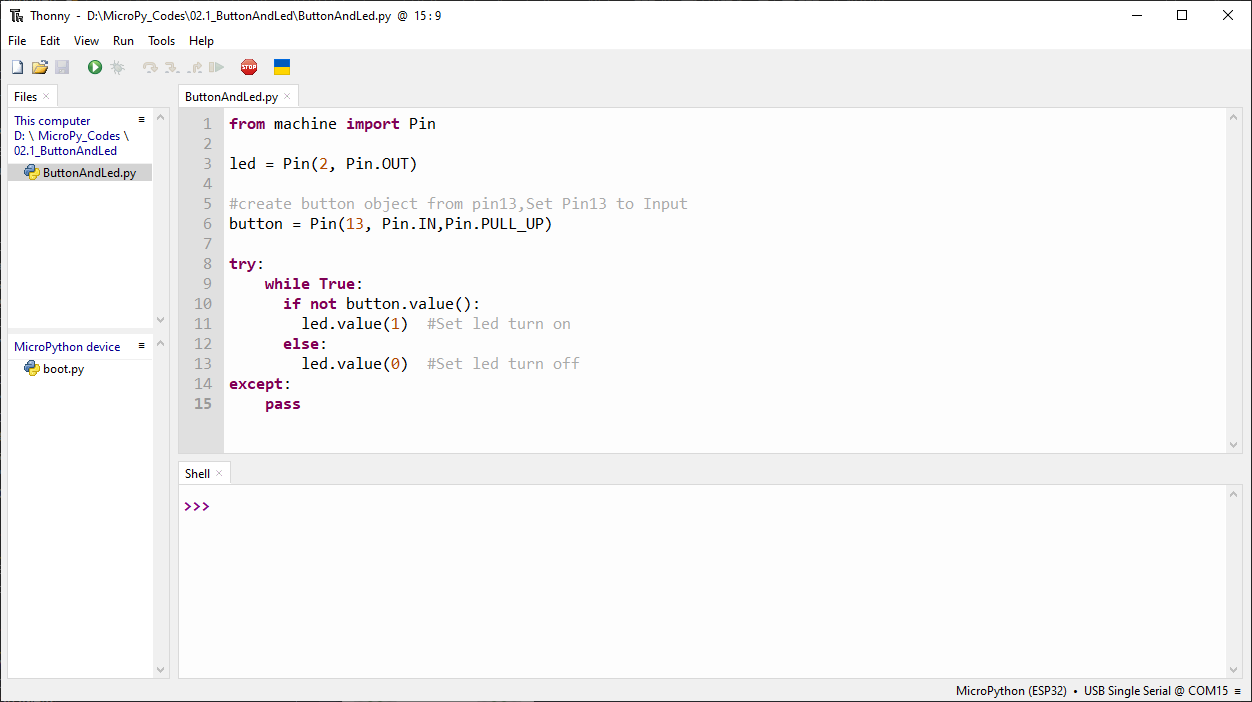 Thonny - D:\MicroPy_Codes\02.1_ButtonAndLed\ButtonAndLed.py @ 15 : 9
File Edit View Run Tools Help
STOP
Files ×
This computer ≡
D: \ MicroPy_Codes \
02.1_ButtonAndLed
ButtonAndLed.py
MicroPython device ≡
boot.py
ButtonAndLed.py ×
1 from machine import Pin
2
3 led = Pin(2, Pin.OUT)
4
5 #create button object from pin13,Set Pin13 to Input
6 button = Pin(13, Pin.IN,Pin.PULL_UP)
7
8 try:
9     while True:
10       if not button.value():
11         led.value(1)  #Set led turn on
12       else:
13         led.value(0)  #Set led turn off
14 except:
15     pass
Shell ×
>>>
MicroPython (ESP32) • USB Single Serial @ COM15 ≡